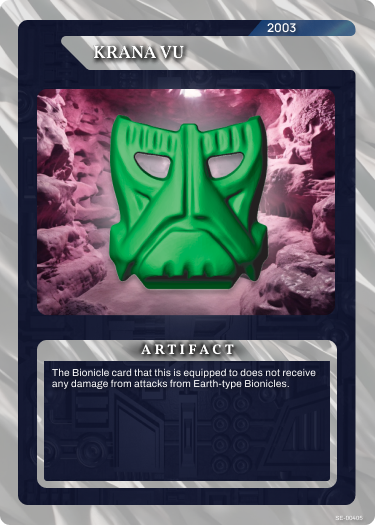 2003
KRANA VU
ARTIFACT
The Bionicle card that this is equipped to does not receive
any damage from attacks from Earth-type Bionicles.
SE-00405